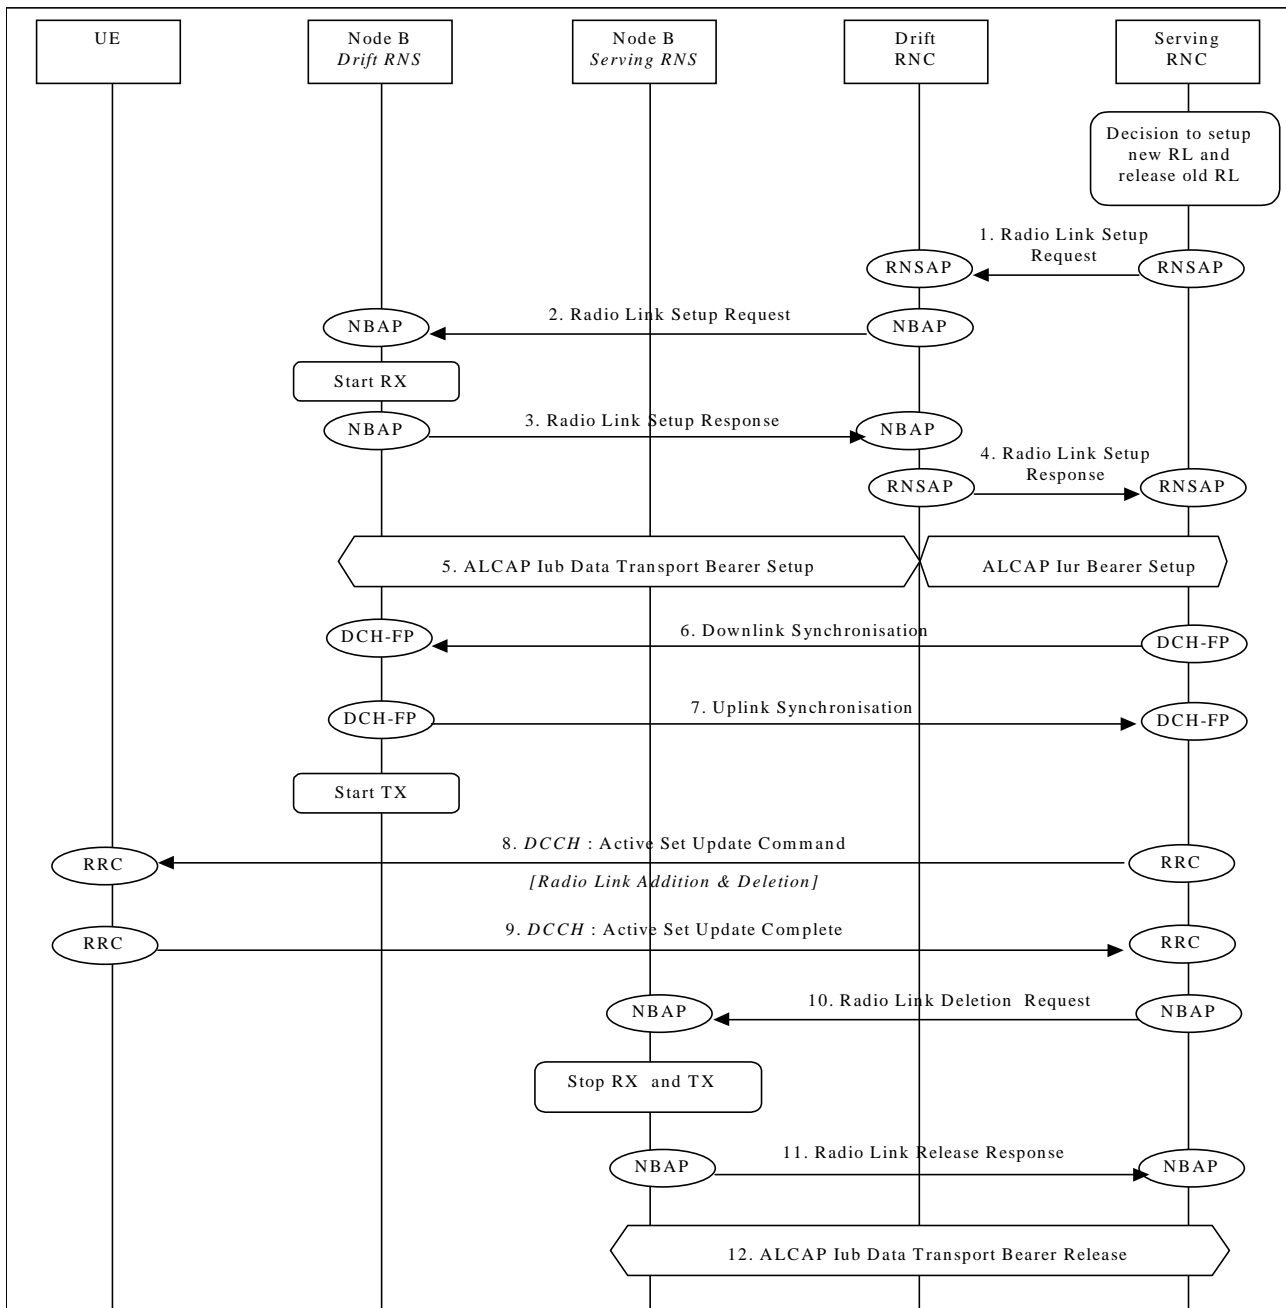 UE
Node B
Drift RNS
Node B
Serving RNS
Drift
RNC
Serving
RNC
Decision to setup
new RL and
release old RL
1. Radio Link Setup
Request
RNSAP
RNSAP
NBAP
2. Radio Link Setup Request
NBAP
Start RX
NBAP
3. Radio Link Setup Response
NBAP
4. Radio Link Setup
Response
RNSAP
RNSAP
5. ALCAP Iub Data Transport Bearer Setup
ALCAP Iur Bearer Setup
DCH-FP
6. Downlink Synchronisation
DCH-FP
DCH-FP
7. Uplink Synchronisation
DCH-FP
Start TX
8. DCCH : Active Set Update Command
RRC
RRC
[Radio Link Addition & Deletion]
9. DCCH : Active Set Update Complete
RRC
RRC
10. Radio Link Deletion Request
NBAP
NBAP
Stop RX and TX
11. Radio Link Release Response
NBAP
NBAP
12. ALCAP Iub Data Transport Bearer Release